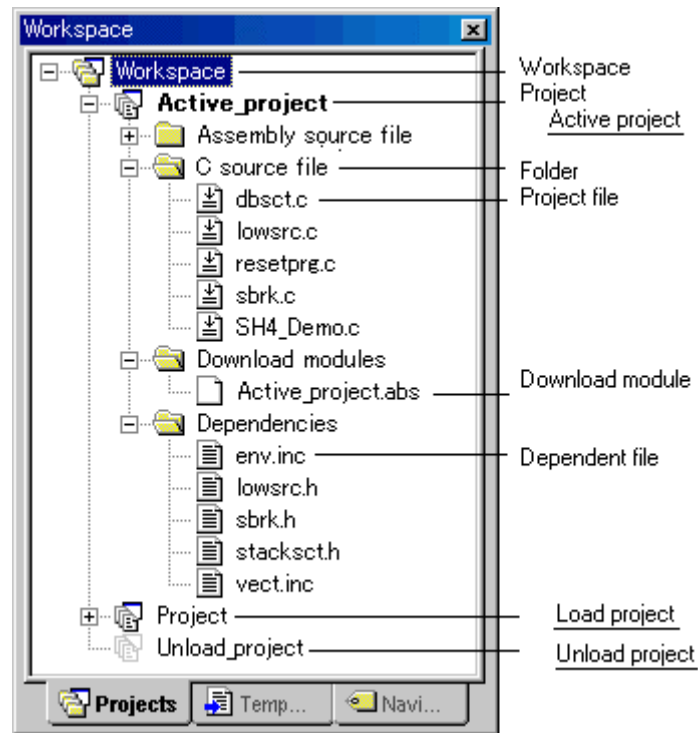 Workspace
Workspace
Workspace
Active_project
Project
Active project
Assembly source file
C source file
Folder
dbsct.c
Project file
lowsrc.c
resetprg.c
sbrk.c
SH4_Demo.c
Download modules
Active_project.abs
Download module
Dependencies
env.inc
Dependent file
lowsrc.h
sbrk.h
stacksct.h
vect.inc
Project
Load project
Unload_project
Unload project
Projects
Temp...
Navi...